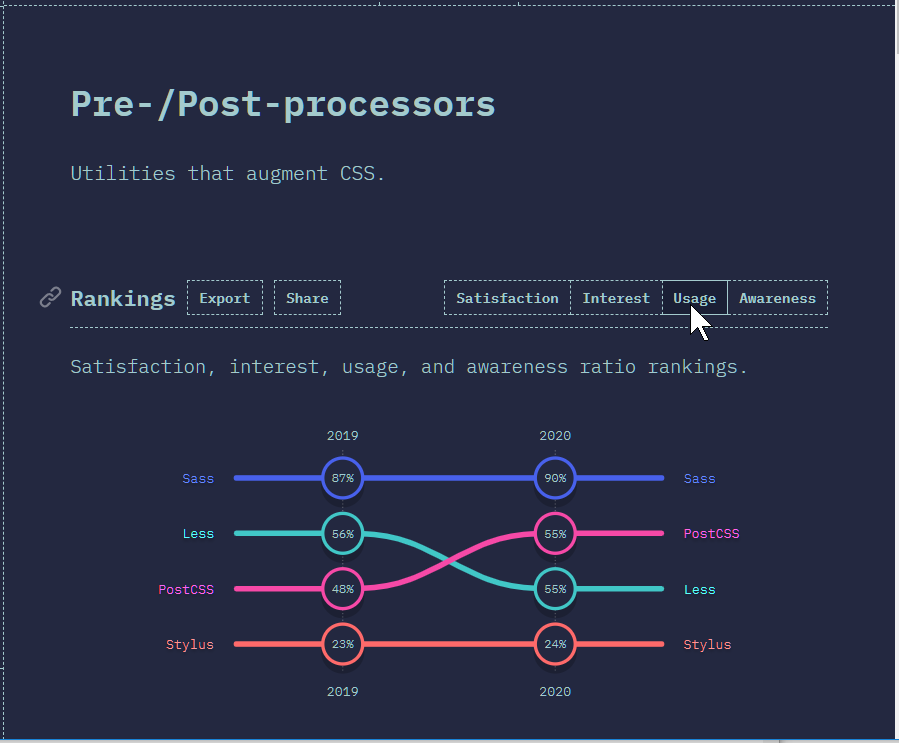 Pre-/Post-processors
Utilities that augment CSS.
Rankings Export Share Satisfaction Interest Usage Awareness
Satisfaction, interest, usage, and awareness ratio rankings.
2019 2020
Sass 87% 90% Sass
Less 56% 55% PostCSS
PostCSS 48% 55% Less
Stylus 23% 24% Stylus
2019 2020